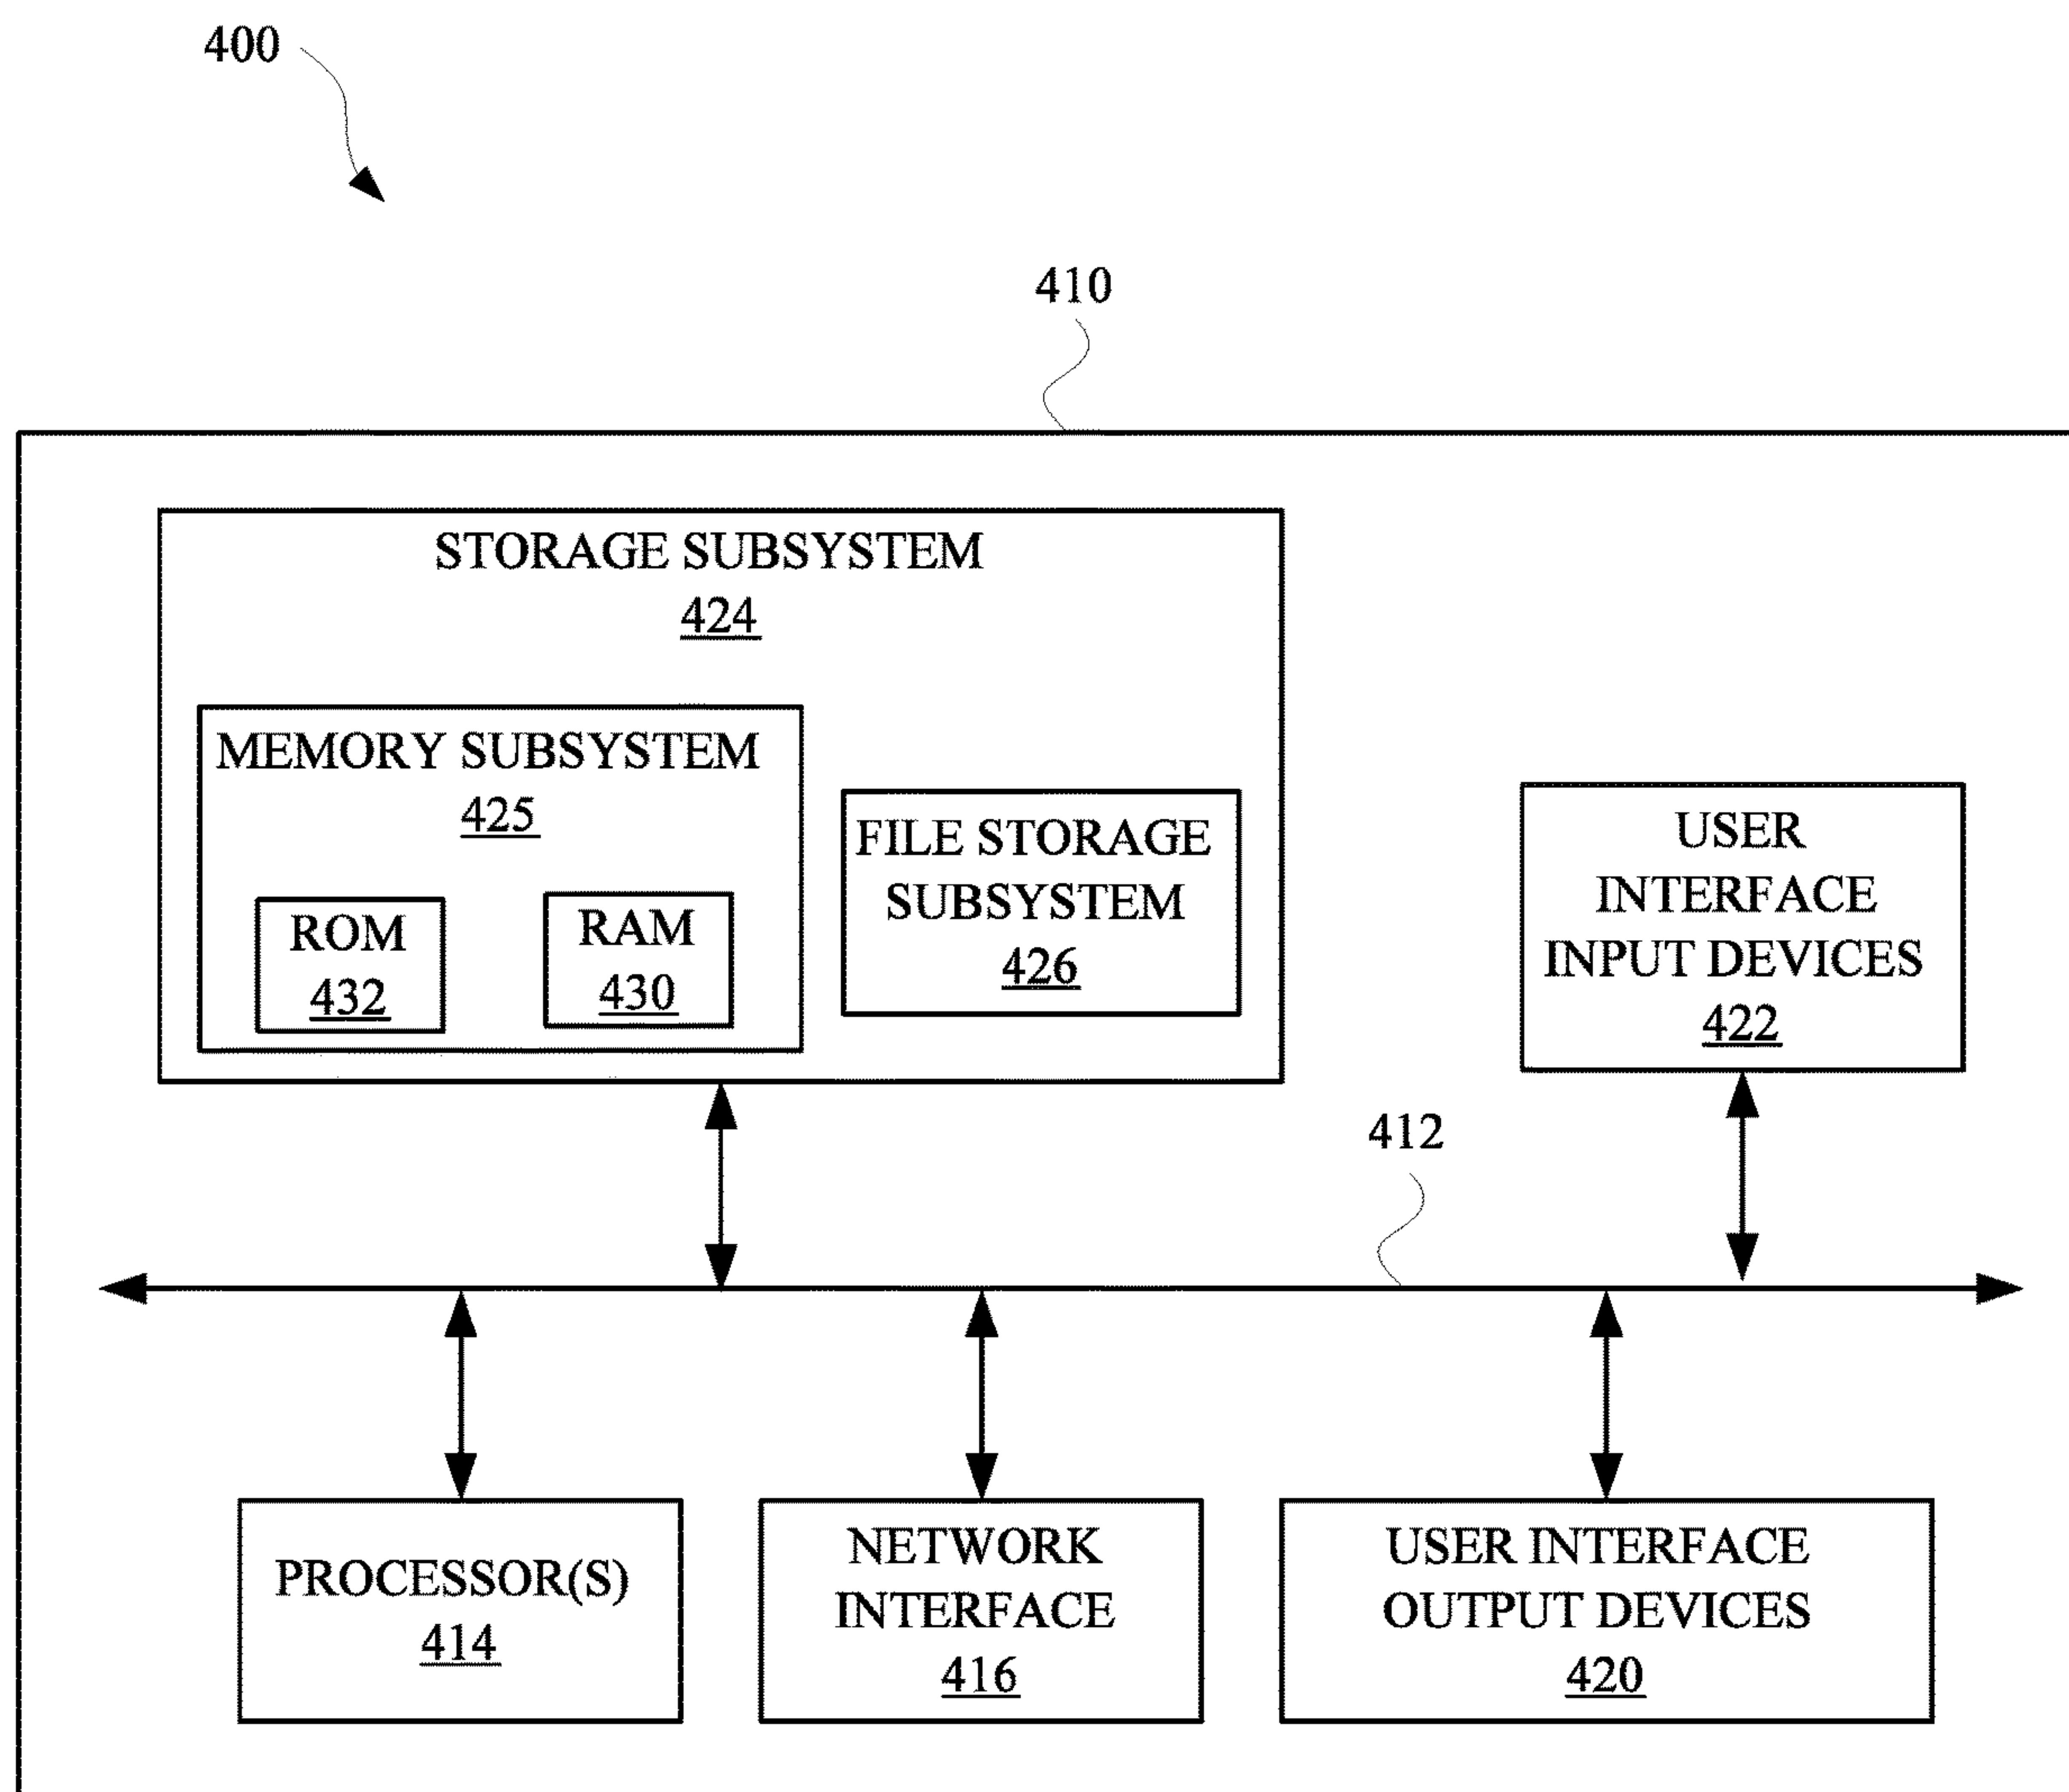 400
410
STORAGE SUBSYSTEM
424
MEMORY SUBSYSTEM
425
ROM
432
RAM
430
FILE STORAGE
SUBSYSTEM
426
USER
INTERFACE
INPUT DEVICES
422
412
PROCESSOR(S)
414
NETWORK
INTERFACE
416
USER INTERFACE
OUTPUT DEVICES
420